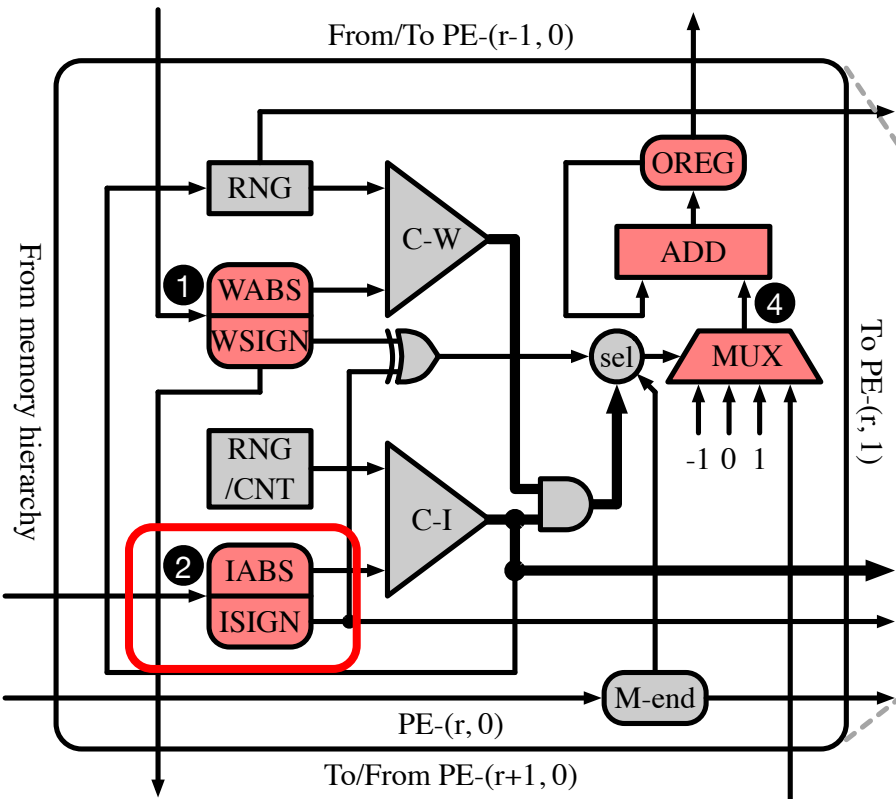 From/To PE-(r-1, 0)
OREG
RNG
C-W
ADD
1
WABS
WSIGN
4
sel
MUX
-1 0 1
From memory hierarchy
To PE-(r, 1)
RNG
/CNT
C-I
2
IABS
ISIGN
M-end
PE-(r, 0)
To/From PE-(r+1, 0)